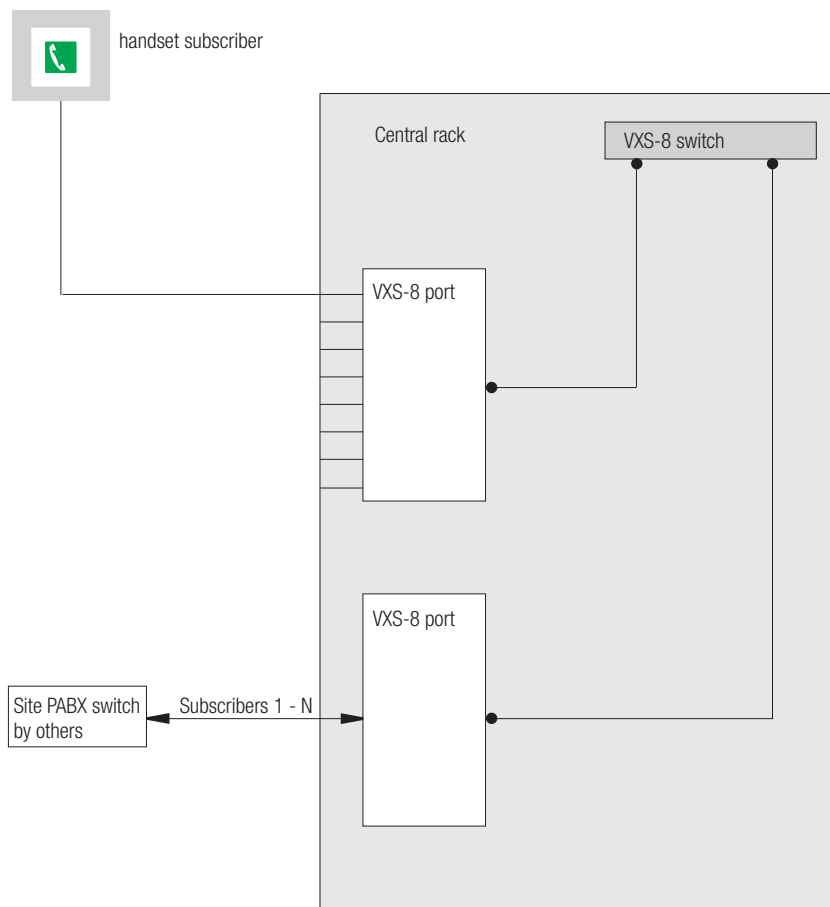 handset subscriber
Central rack
VXS-8 switch
VXS-8 port
VXS-8 port
Site PABX switch
by others
Subscribers 1 - N